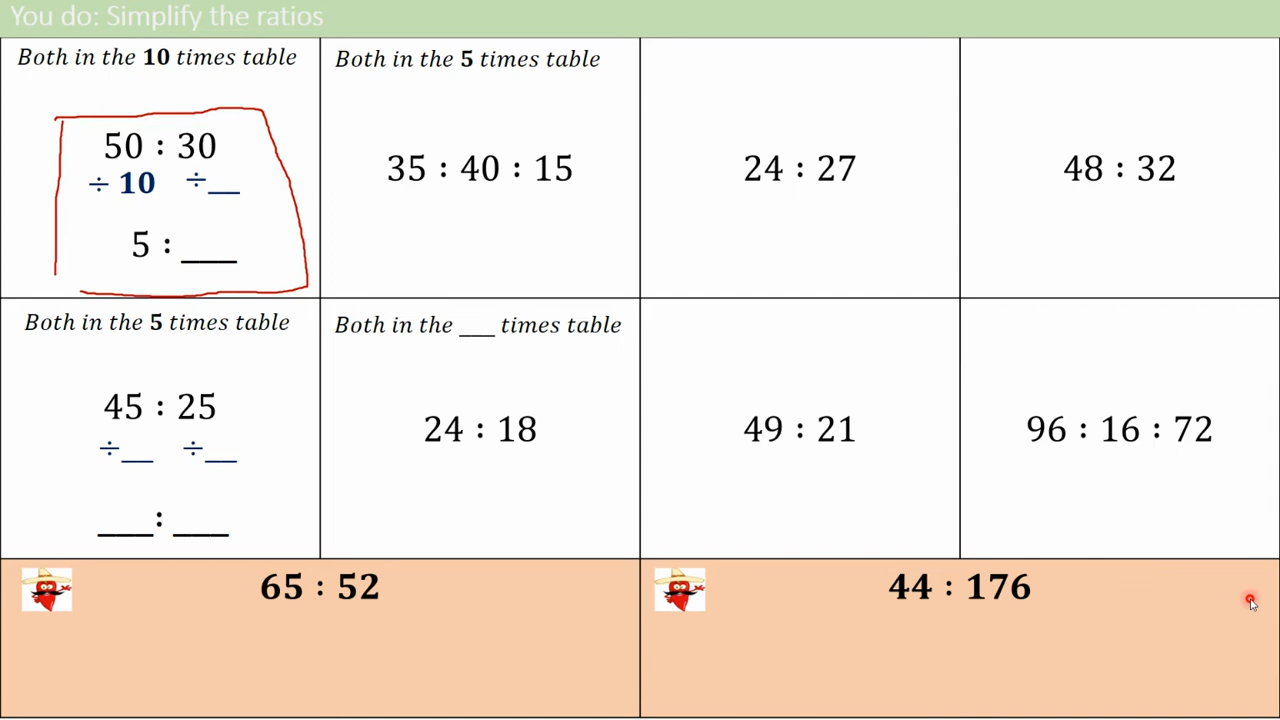 You do: Simplify the ratios
Both in the 10 times table
50 : 30
÷ 10 ÷__
5 : ___
Both in the 5 times table
35 : 40 : 15
24 : 27
48 : 32
Both in the 5 times table
45 : 25
÷__ ÷__
___ : ___
Both in the ___ times table
24 : 18
49 : 21
96 : 16 : 72
65 : 52
44 : 176